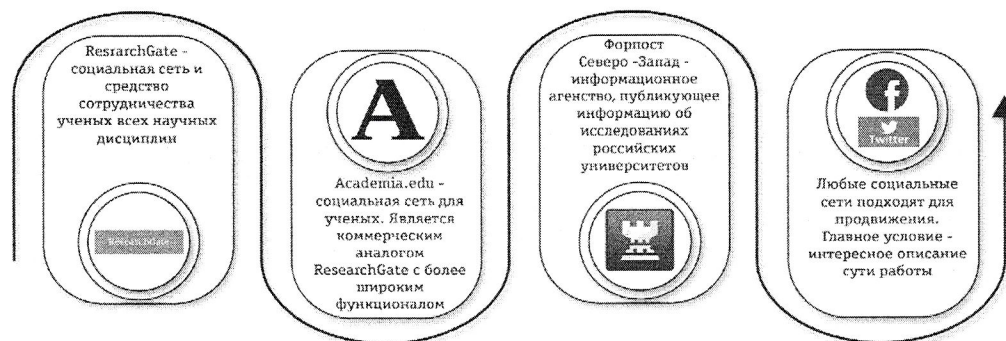 ResrarchGate -
социальная сеть и
средство
сотрудничества
ученых всех научных
дисциплин
ResearchGate
A
Academia.edu -
социальная сеть для
ученых. Является
коммерческим
аналогом
ResearchGate с более
широким
функционалом
Форпост
Северо -Запад -
информационное
агенство, публикующее
информацию об
исследованиях
российских
университетов
f
Twitter
Любые социальные
сети подходят для
продвижения.
Главное условие -
интересное описание
сути работы